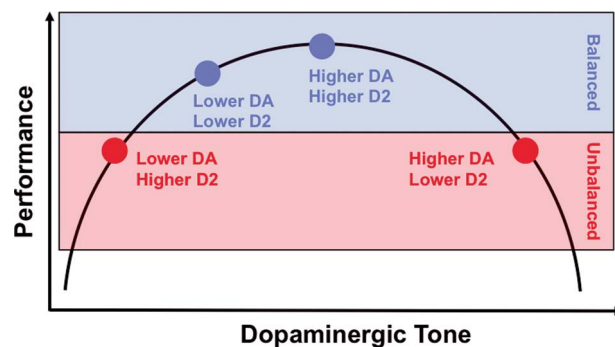 Performance
Balanced
Unbalanced
Lower DA
Lower D2
Higher DA
Higher D2
Lower DA
Higher D2
Higher DA
Lower D2
Dopaminergic Tone